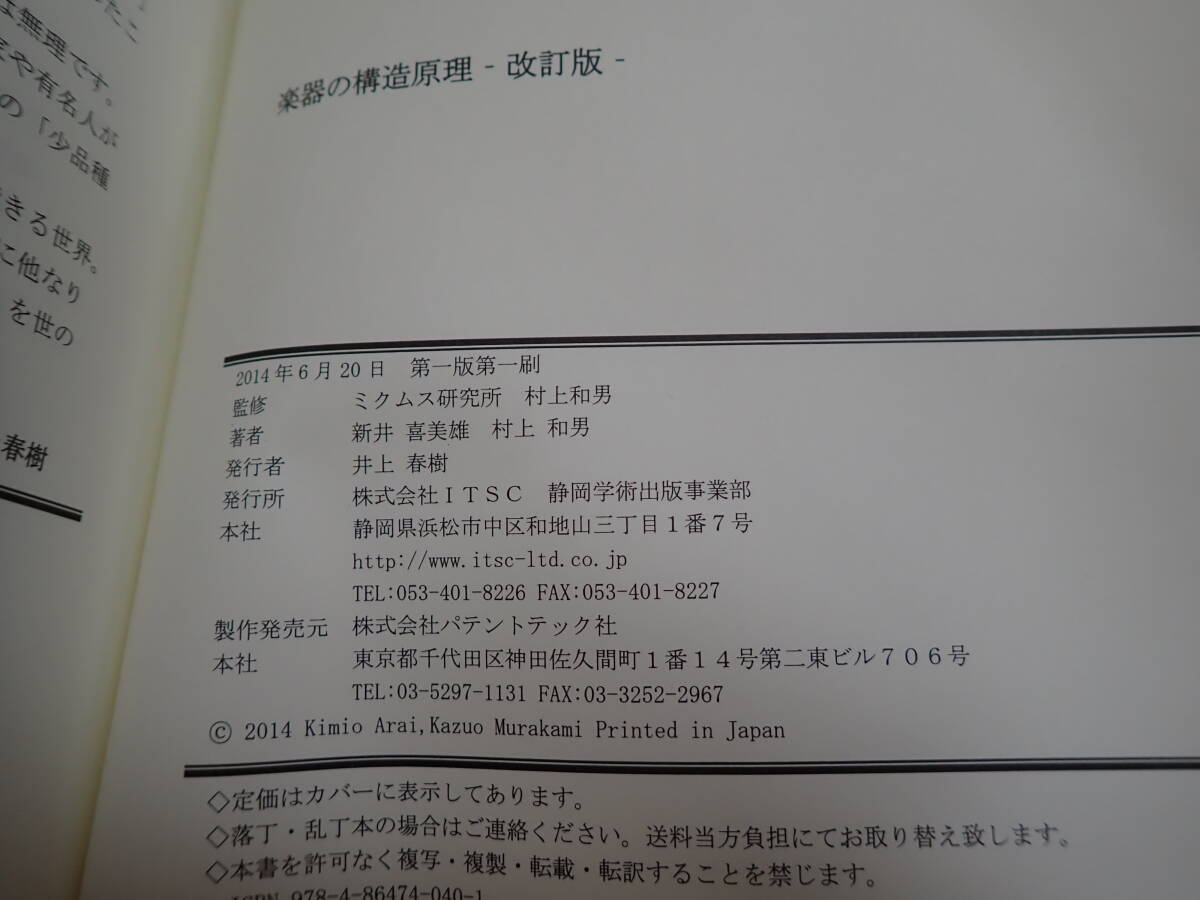 たこ
は無理です。
や有名人が
の「少品種
きる世界。
に他なり
を世の
春樹
楽器の構造原理 - 改訂版 -
2014年6月20日 第一版第一刷
監修 ミクムス研究所 村上和男
著者 新井 喜美雄 村上 和男
発行者 井上 春樹
発行所 株式会社ＩＴＳＣ 静岡学術出版事業部
本社 静岡県浜松市中区和地山三丁目１番７号
http://www.itsc-ltd.co.jp
TEL:053-401-8226 FAX:053-401-8227
製作発売元 株式会社パテントテック社
本社 東京都千代田区神田佐久間町１番１４号第二東ビル７０６号
TEL:03-5297-1131 FAX:03-3252-2967
© 2014 Kimio Arai,Kazuo Murakami Printed in Japan
◇定価はカバーに表示してあります。
◇落丁・乱丁本の場合はご連絡ください。送料当方負担にてお取り替え致します。
◇本書を許可なく複写・複製・転載・転訳することを禁じます。
ISBN 978-4-86474-040-1